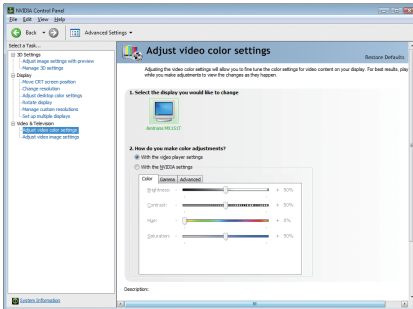 NVIDIA Control Panel
File Edit View Help
Back
Advanced Settings
Select a Task...
3D Settings
Adjust image settings with preview
Manage 3D settings
Display
Move CRT screen position
Change resolution
Adjust desktop color settings
Rotate display
Manage custom resolutions
Set up multiple displays
Video & Television
Adjust video color settings
Adjust video image settings
System Information
Adjust video color settings
Restore Defaults
Adjusting the video color settings will allow you to fine tune the color settings for video content on your display. For best results, play
while you make adjustments to view the changes as they happen.
1. Select the display you would like to change
2. How do you make color adjustments?
With the video player settings
With the NVIDIA settings
Color Gamma Advanced
Brightness: - + 50%
Contrast: - + 50%
Hue: - + 0%
Saturation: - + 50%
Description: